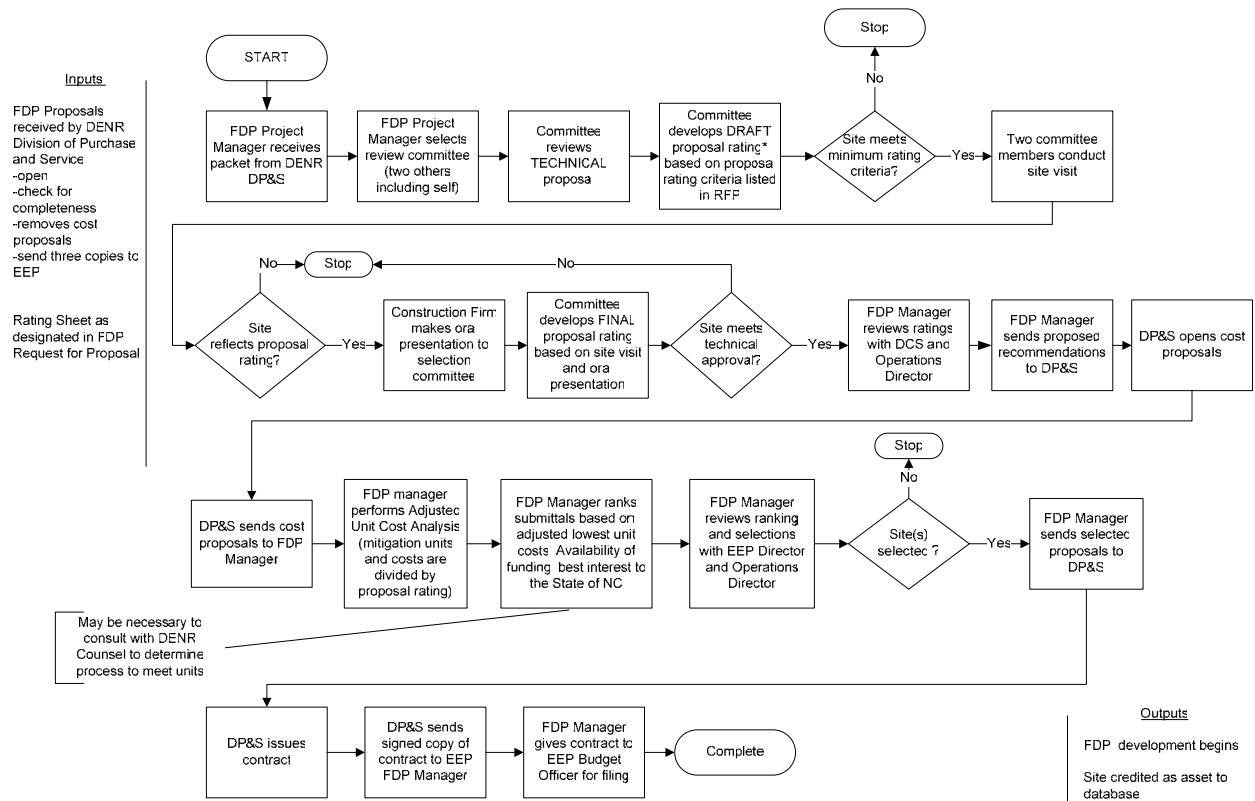 START
Stop
No
Inputs
FDP Proposals
received by DENR
Division of Purchase
and Service
-open
-check for
completeness
-removes cost
proposals
-send three copies to
EEP
Rating Sheet as
designated in FDP
Request for Proposal
FDP Project
Manager receives
packet from DENR
DP&S
FDP Project
Manager selects
review committee
(two others
including self)
Committee
reviews
TECHNICAL
proposa
Committee
develops DRAFT
proposal rating*
based on proposa
rating criteria listed
in RFP
Site meets
minimum rating
criteria?
Yes
Two committee
members conduct
site visit
No
Stop
No
Site
reflects proposal
rating?
Yes
Construction Firm
makes ora
presentation to
selection
committee
Committee
develops FINAL
proposal rating
based on site visit
and ora
presentation
Site meets
technical
approval?
Yes
FDP Manager
reviews ratings
with DCS and
Operations
Director
FDP Manager
sends proposed
recommendations
to DP&S
DP&S opens cost
proposals
Stop
No
DP&S sends cost
proposals to FDP
Manager
FDP manager
performs Adjusted
Unit Cost Analysis
(mitigation units
and costs are
divided by
proposal rating)
FDP Manager ranks
submittals based on
adjusted lowest unit
costs Availability of
funding best interest to
the State of NC
FDP Manager
reviews ranking
and selections
with EEP Director
and Operations
Director
Site(s)
selected ?
Yes
FDP Manager
sends selected
proposals to
DP&S
May be necessary to
consult with DENR
Counsel to determine
process to meet units
DP&S issues
contract
DP&S sends
signed copy of
contract to EEP
FDP Manager
FDP Manager
gives contract to
EEP Budget
Officer for filing
Complete
Outputs
FDP development begins
Site credited as asset to
database